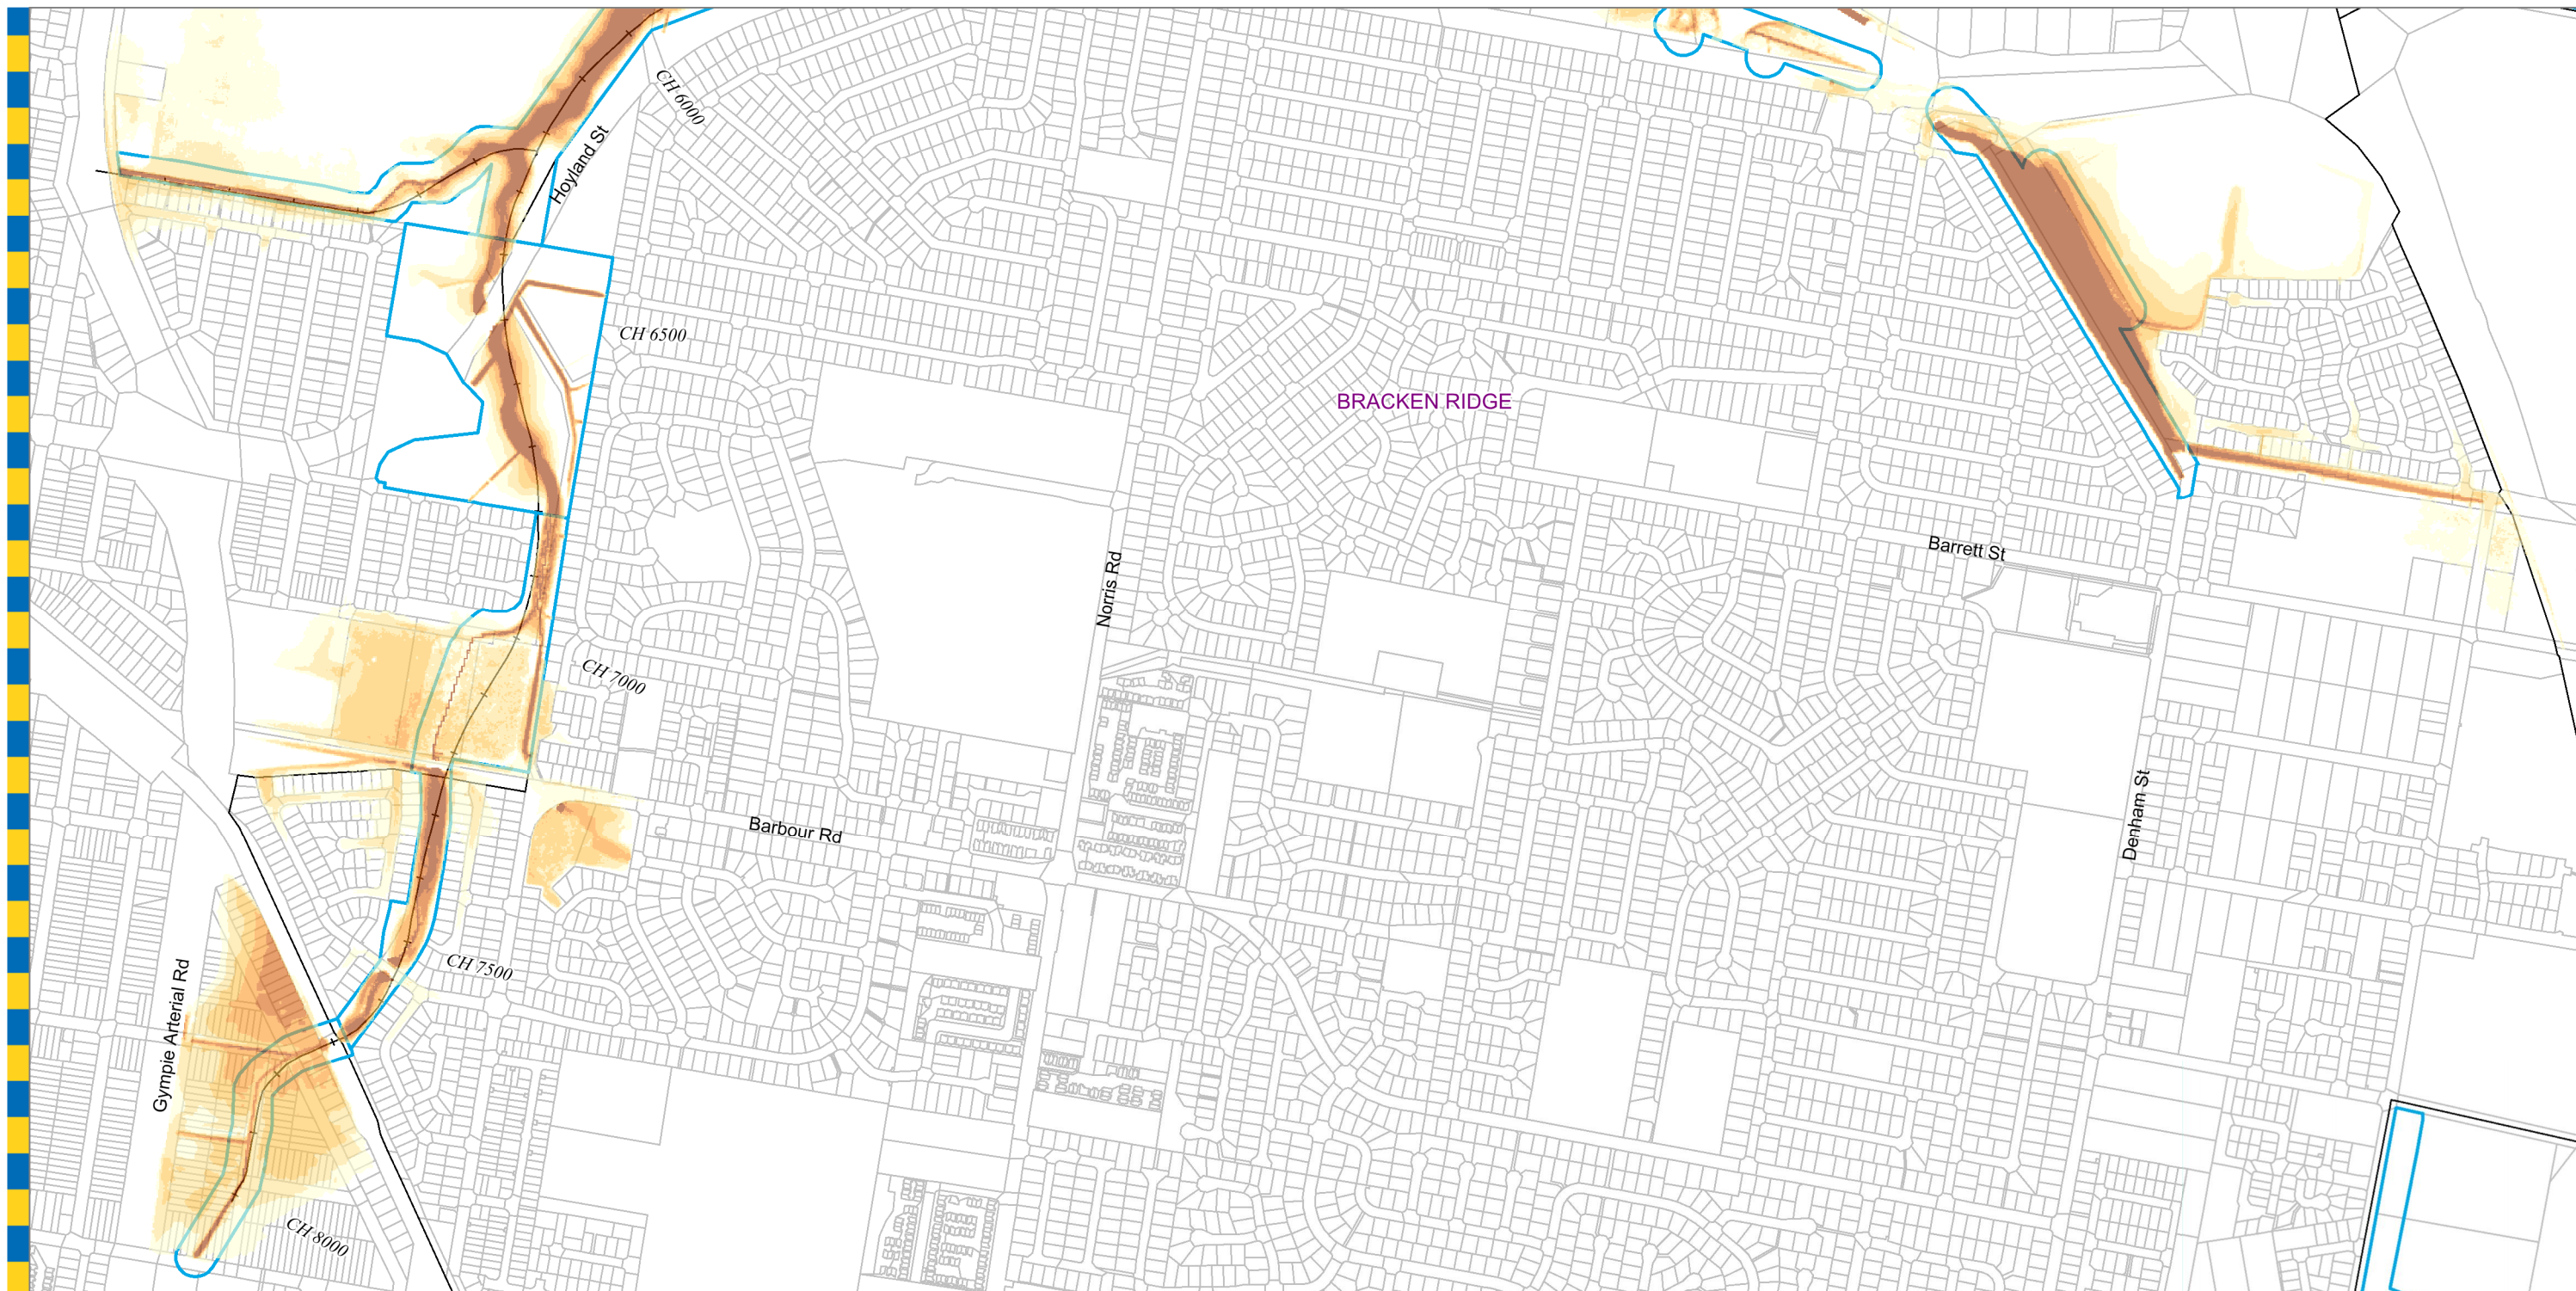 CH 6000
Hoyland St
CH 6500
BRACKEN RIDGE
Barrett St
Norris Rd
CH 7000
Barbour Rd
Denham St
CH 7500
Gympie Arterial Rd
CH 8000